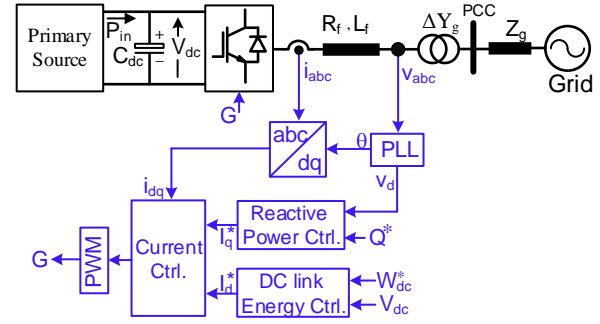 PCC
P_in
R_f , L_f
ΔY_g
Z_g
Primary
Source
C_dc
+
−
V_dc
i_abc
v_abc
Grid
G
abc
dq
θ
PLL
v_d
i_dq
Reactive
Power Ctrl.
I_q^*
Q^*
Current
Ctrl.
PWM
G
I_d^*
DC link
Energy Ctrl.
W_dc^*
V_dc